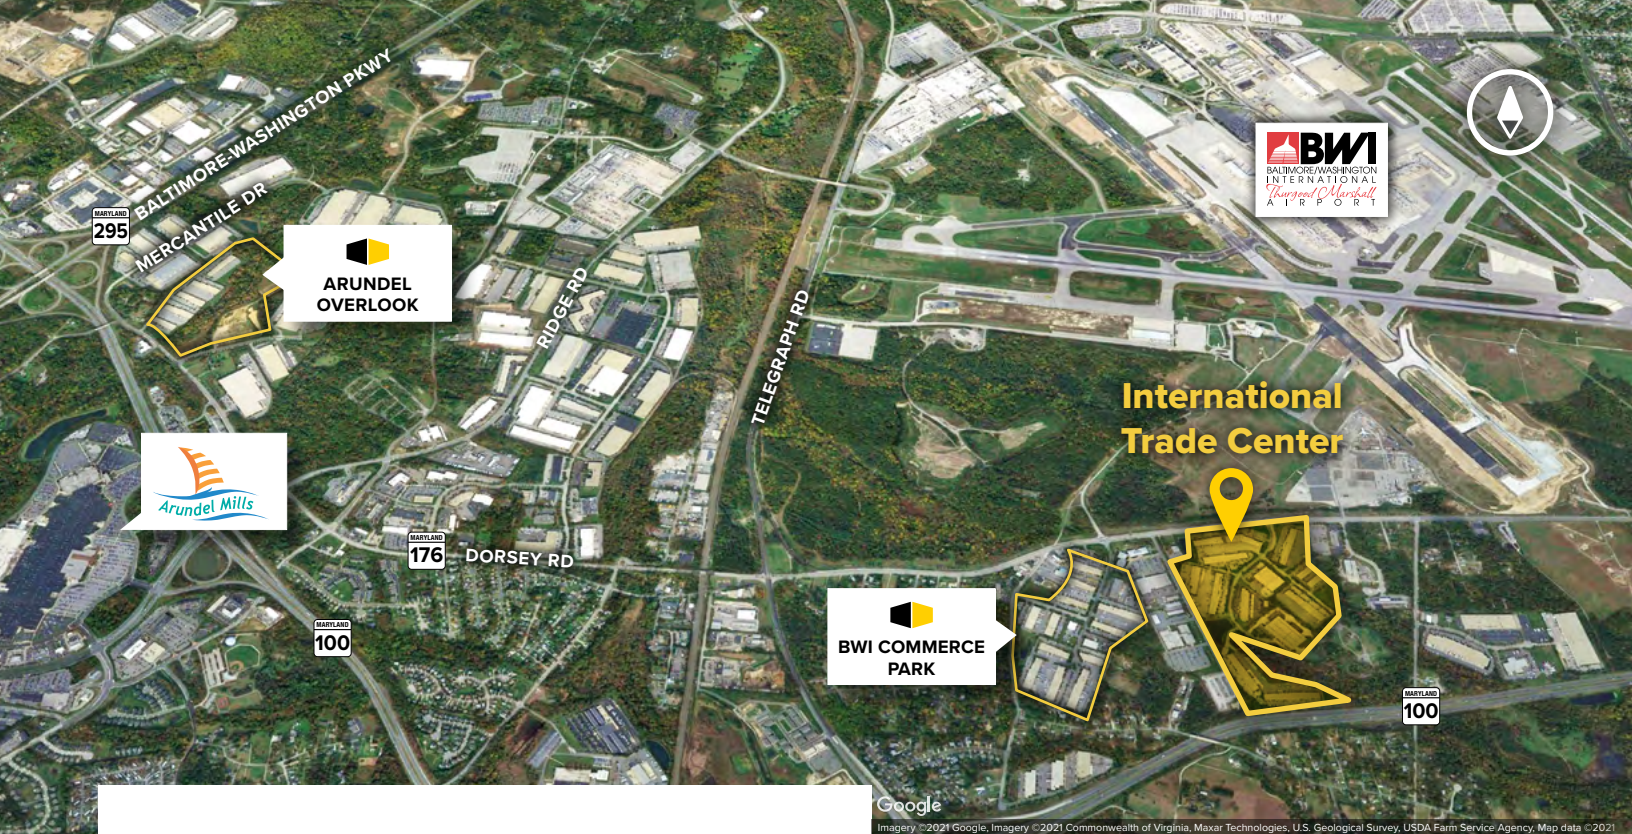 BALTIMORE-WASHINGTON PKWY
MERCANTILE DR
MARYLAND
295
ARUNDEL
OVERLOOK
RIDGE RD
TELEGRAPH RD
BWI
BALTIMORE/WASHINGTON
INTERNATIONAL
Thurgood Marshall
AIRPORT
International
Trade Center
Arundel Mills
MARYLAND
176
DORSEY RD
MARYLAND
100
BWI COMMERCE
PARK
MARYLAND
100
Google
Imagery ©2021 Google, Imagery ©2021 Commonwealth of Virginia, Maxar Technologies, U.S. Geological Survey, USDA Farm Service Agency, Map data ©2021